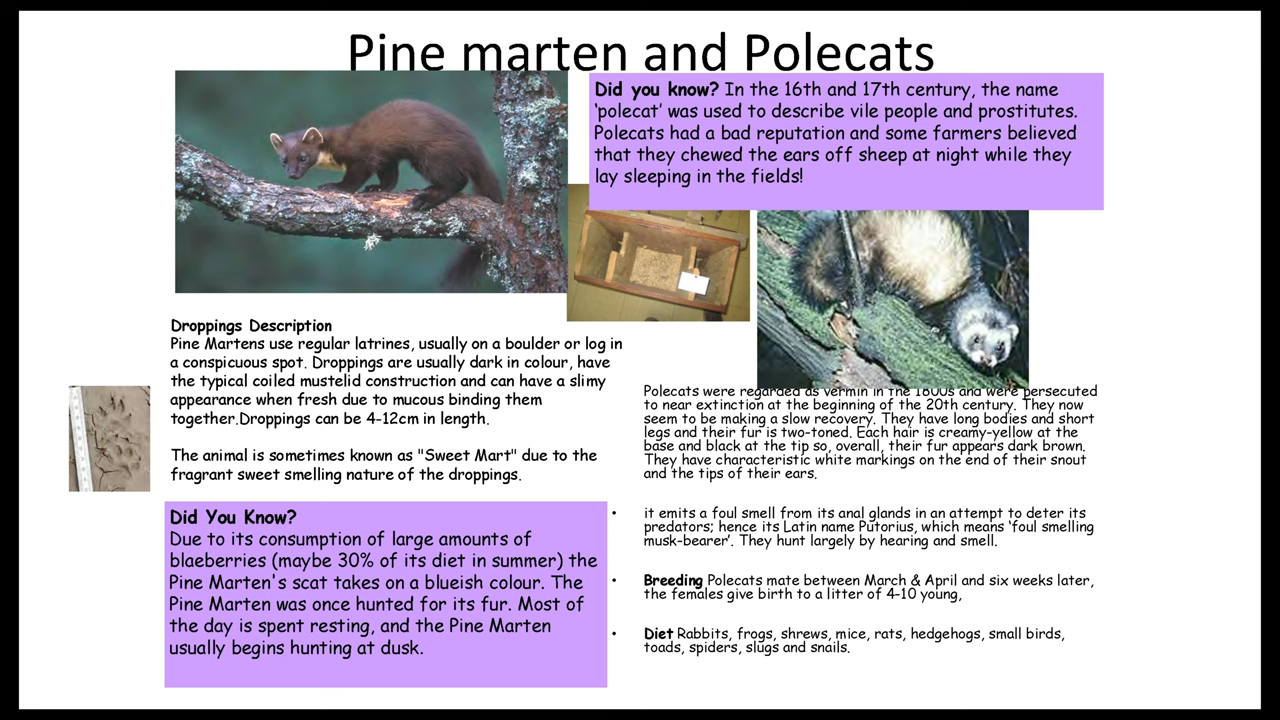 Pine marten and Polecats
Did you know? In the 16th and 17th century, the name
‘polecat’ was used to describe vile people and prostitutes.
Polecats had a bad reputation and some farmers believed
that they chewed the ears off sheep at night while they
lay sleeping in the fields!
Droppings Description
Pine Martens use regular latrines, usually on a boulder or log in
a conspicuous spot. Droppings are usually dark in colour, have
the typical coiled mustelid construction and can have a slimy
appearance when fresh due to mucous binding them
together.Droppings can be 4-12cm in length.
The animal is sometimes known as "Sweet Mart" due to the
fragrant sweet smelling nature of the droppings.
Did You Know?
Due to its consumption of large amounts of
blaeberries (maybe 30% of its diet in summer) the
Pine Marten's scat takes on a blueish colour. The
Pine Marten was once hunted for its fur. Most of
the day is spent resting, and the Pine Marten
usually begins hunting at dusk.
Polecats were regarded as vermin in the 1800s and were persecuted
to near extinction at the beginning of the 20th century. They now
seem to be making a slow recovery. They have long bodies and short
legs and their fur is two-toned. Each hair is creamy-yellow at the
base and black at the tip so, overall, their fur appears dark brown.
They have characteristic white markings on the end of their snout
and the tips of their ears.
• it emits a foul smell from its anal glands in an attempt to deter its
predators; hence its Latin name Putorius, which means ‘foul smelling
musk-bearer’. They hunt largely by hearing and smell.
• Breeding Polecats mate between March & April and six weeks later,
the females give birth to a litter of 4-10 young,
• Diet Rabbits, frogs, shrews, mice, rats, hedgehogs, small birds,
toads, spiders, slugs and snails.